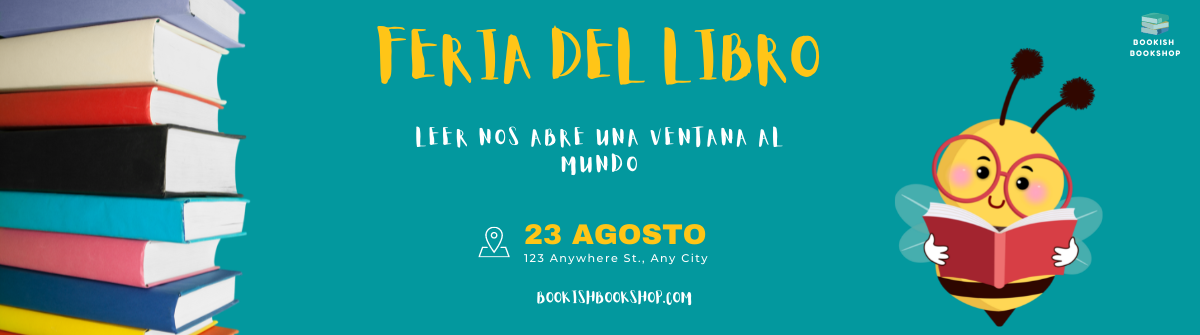 FERIA DEL LIBRO
BOOKISH
BOOKSHOP
LEER NOS ABRE UNA VENTANA AL
MUNDO
23 AGOSTO
123 Anywhere St., Any City
BOOKISHBOOKSHOP.COM